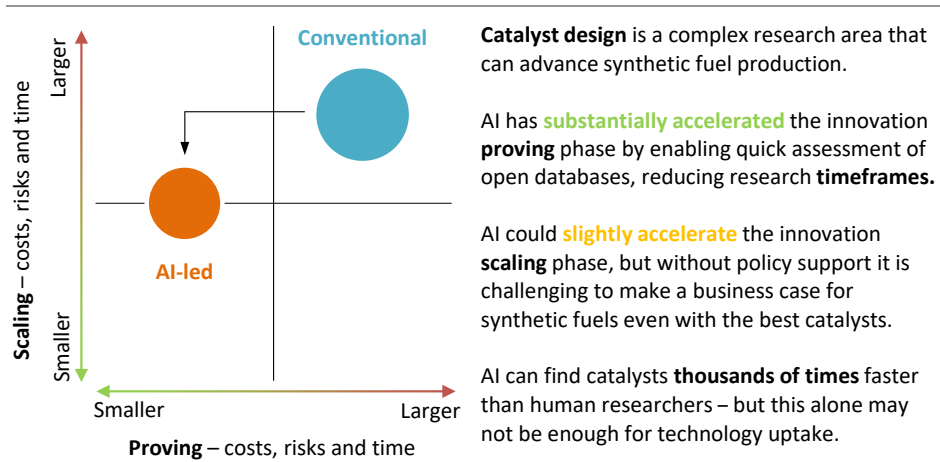 Larger
Scaling – costs, risks and time
Smaller
Conventional
AI-led
Smaller
Larger
Proving – costs, risks and time
Catalyst design is a complex research area that
can advance synthetic fuel production.
AI has substantially accelerated the innovation
proving phase by enabling quick assessment of
open databases, reducing research timeframes.
AI could slightly accelerate the innovation
scaling phase, but without policy support it is
challenging to make a business case for
synthetic fuels even with the best catalysts.
AI can find catalysts thousands of times faster
than human researchers – but this alone may
not be enough for technology uptake.